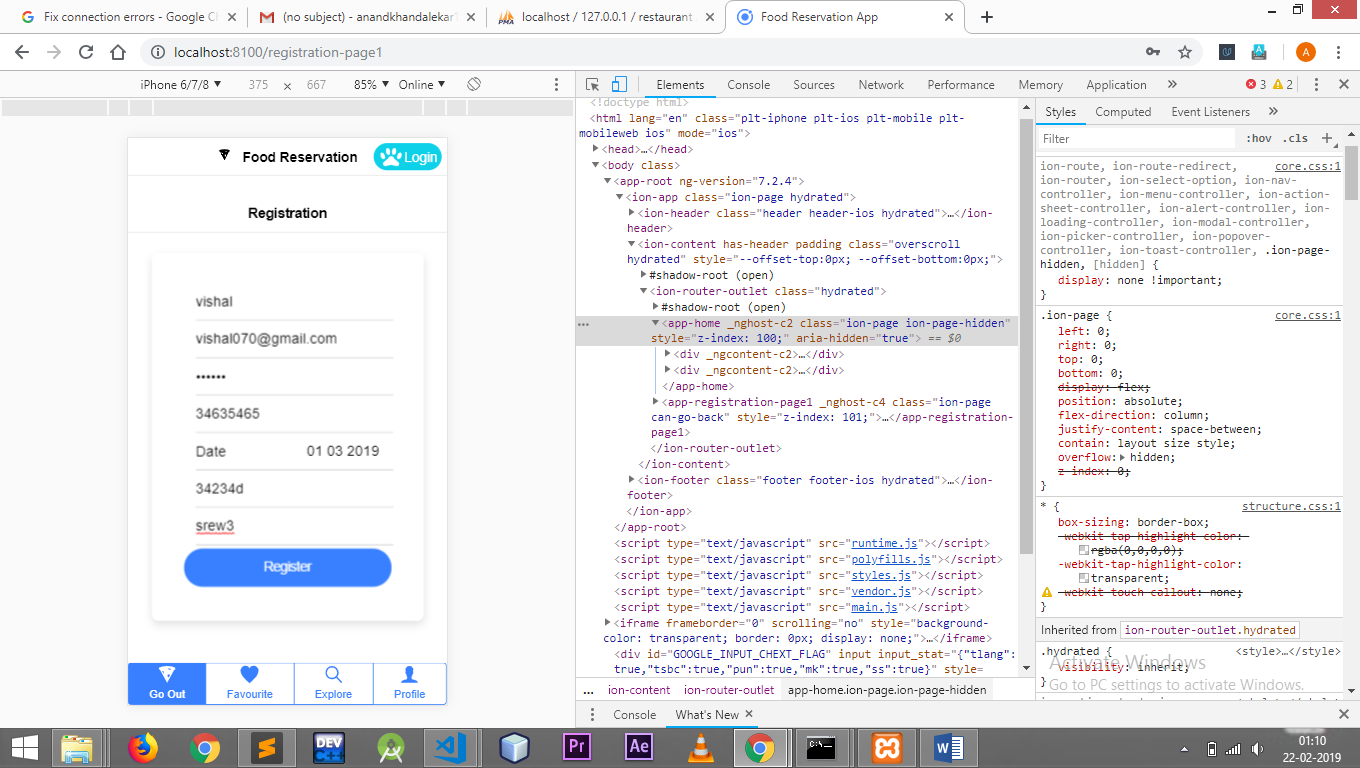 Fix connection errors - Google C
(no subject) - anandkhandalekar
localhost / 127.0.0.1 / restaurant
Food Reservation App
localhost:8100/registration-page1
A
iPhone 6/7/8 ▼ 375 × 667 85% ▼ Online ▼
Food Reservation
Login
Registration
vishal
vishal070@gmail.com
••••••
34635465
Date 01 03 2019
34234d
srew3
Register
Go Out
Favourite
Explore
Profile
Elements Console Sources Network Performance Memory Application » 3 2
<!doctype html>
<html lang="en" class="plt-iphone plt-ios plt-mobile plt-
mobileweb ios" mode="ios">
<head>…</head>
<body class>
<app-root ng-version="7.2.4">
<ion-app class="ion-page hydrated">
<ion-header class="header header-ios hydrated">…</ion-
header>
<ion-content has-header padding class="overscroll
hydrated" style="--offset-top:0px; --offset-bottom:0px;">
#shadow-root (open)
<ion-router-outlet class="hydrated">
#shadow-root (open)
… <app-home _nghost-c2 class="ion-page ion-page-hidden"
style="z-index: 100;" aria-hidden="true"> == $0
<div _ngcontent-c2>…</div>
<div _ngcontent-c2>…</div>
</app-home>
<app-registration-page1 _nghost-c4 class="ion-page
can-go-back" style="z-index: 101;">…</app-registration-
page1>
</ion-router-outlet>
</ion-content>
<ion-footer class="footer footer-ios hydrated">…</ion-
footer>
</ion-app>
</app-root>
<script type="text/javascript" src="runtime.js"></script>
<script type="text/javascript" src="polyfills.js"></script>
<script type="text/javascript" src="styles.js"></script>
<script type="text/javascript" src="vendor.js"></script>
<script type="text/javascript" src="main.js"></script>
<iframe frameborder="0" scrolling="no" style="background-
color: transparent; border: 0px; display: none;">…</iframe>
<div id="GOOGLE_INPUT_CHEXT_FLAG" input input_stat="{"tlang":
true,"tsbc":true,"pun":true,"mk":true,"ss":true}" style=
... ion-content ion-router-outlet app-home.ion-page.ion-page-hidden
Console What's New ×
Styles Computed Event Listeners »
Filter :hov .cls +
ion-route, ion-route-redirect, core.css:1
ion-router, ion-select-option, ion-nav-
controller, ion-menu-controller, ion-action-
sheet-controller, ion-alert-controller, ion-
loading-controller, ion-modal-controller,
ion-picker-controller, ion-popover-
controller, ion-toast-controller, .ion-page-
hidden, [hidden] {
display: none !important;
}
.ion-page { core.css:1
left: 0;
right: 0;
top: 0;
bottom: 0;
display: flex;
position: absolute;
flex-direction: column;
justify-content: space-between;
contain: layout size style;
overflow: hidden;
z-index: 0;
}
* { structure.css:1
box-sizing: border-box;
-webkit-tap-highlight-color:
rgba(0,0,0,0);
-webkit-tap-highlight-color:
transparent;
-webkit-touch-callout: none;
}
Inherited from ion-router-outlet.hydrated
.hydrated { <style>…</style>
visibility: inherit;
}
Activate Windows
Go to PC settings to activate Windows.
DEV C++
Pr
Ae
01:10
22-02-2019